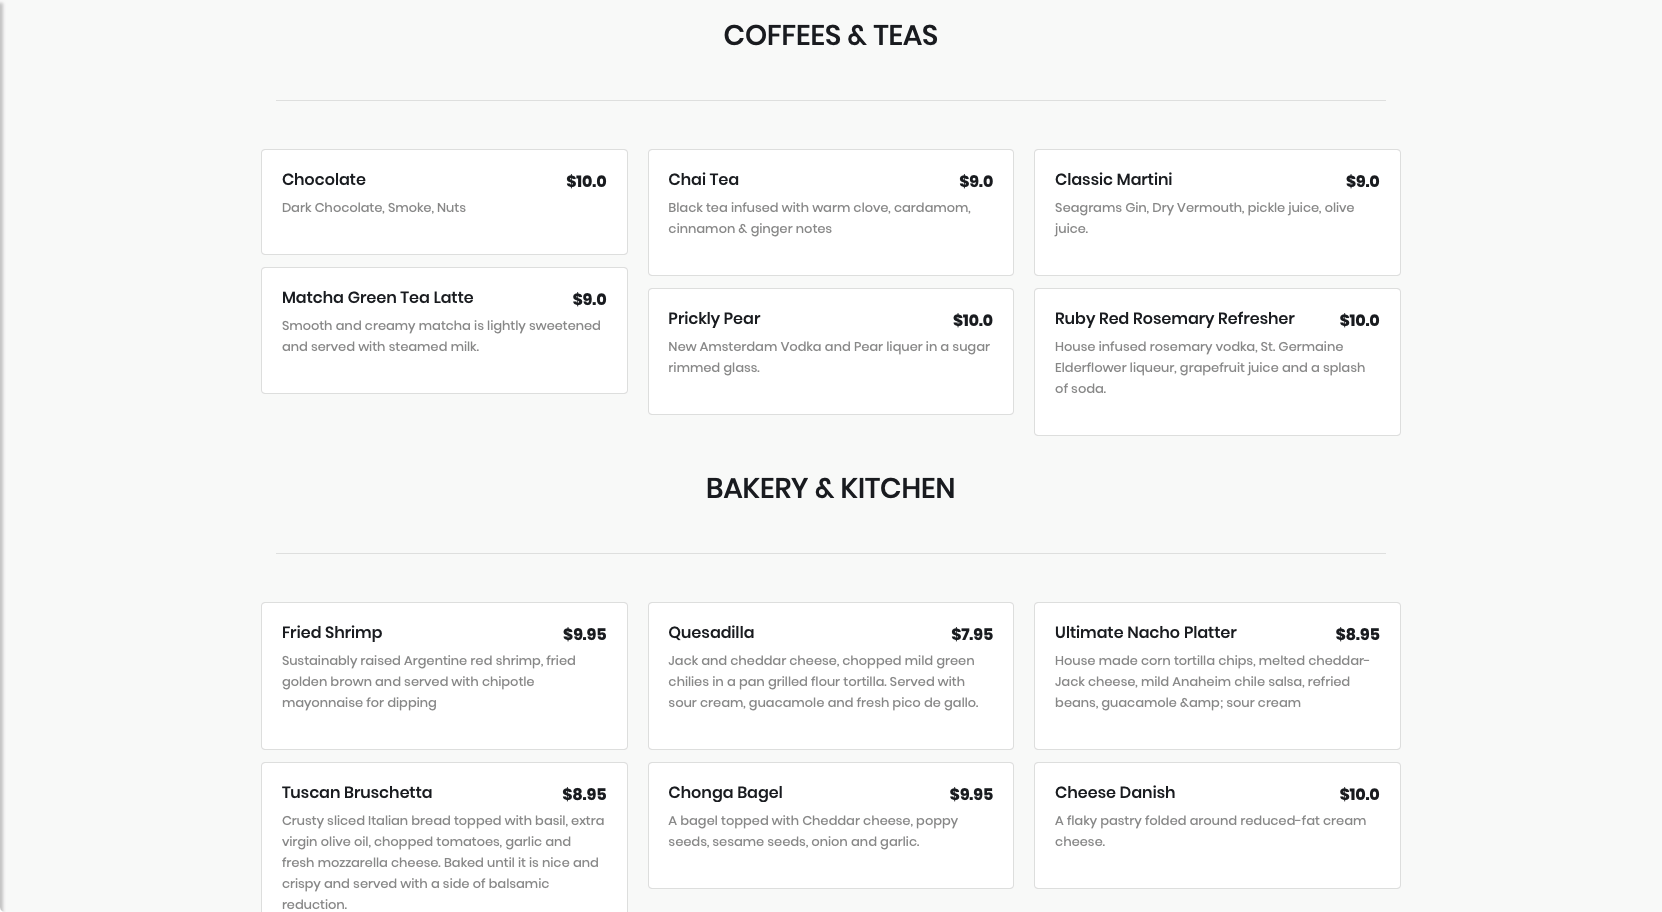 COFFEES & TEAS
Chocolate $10.0
Dark Chocolate, Smoke, Nuts
Matcha Green Tea Latte $9.0
Smooth and creamy matcha is lightly sweetened
and served with steamed milk.
Chai Tea $9.0
Black tea infused with warm clove, cardamom,
cinnamon & ginger notes
Prickly Pear $10.0
New Amsterdam Vodka and Pear liquer in a sugar
rimmed glass.
Classic Martini $9.0
Seagrams Gin, Dry Vermouth, pickle juice, olive
juice.
Ruby Red Rosemary Refresher $10.0
House infused rosemary vodka, St. Germaine
Elderflower liqueur, grapefruit juice and a splash
of soda.
BAKERY & KITCHEN
Fried Shrimp $9.95
Sustainably raised Argentine red shrimp, fried
golden brown and served with chipotle
mayonnaise for dipping
Quesadilla $7.95
Jack and cheddar cheese, chopped mild green
chilies in a pan grilled flour tortilla. Served with
sour cream, guacamole and fresh pico de gallo.
Ultimate Nacho Platter $8.95
House made corn tortilla chips, melted cheddar-
Jack cheese, mild Anaheim chile salsa, refried
beans, guacamole &amp; sour cream
Tuscan Bruschetta $8.95
Crusty sliced Italian bread topped with basil, extra
virgin olive oil, chopped tomatoes, garlic and
fresh mozzarella cheese. Baked until it is nice and
crispy and served with a side of balsamic
reduction.
Chonga Bagel $9.95
A bagel topped with Cheddar cheese, poppy
seeds, sesame seeds, onion and garlic.
Cheese Danish $10.0
A flaky pastry folded around reduced-fat cream
cheese.